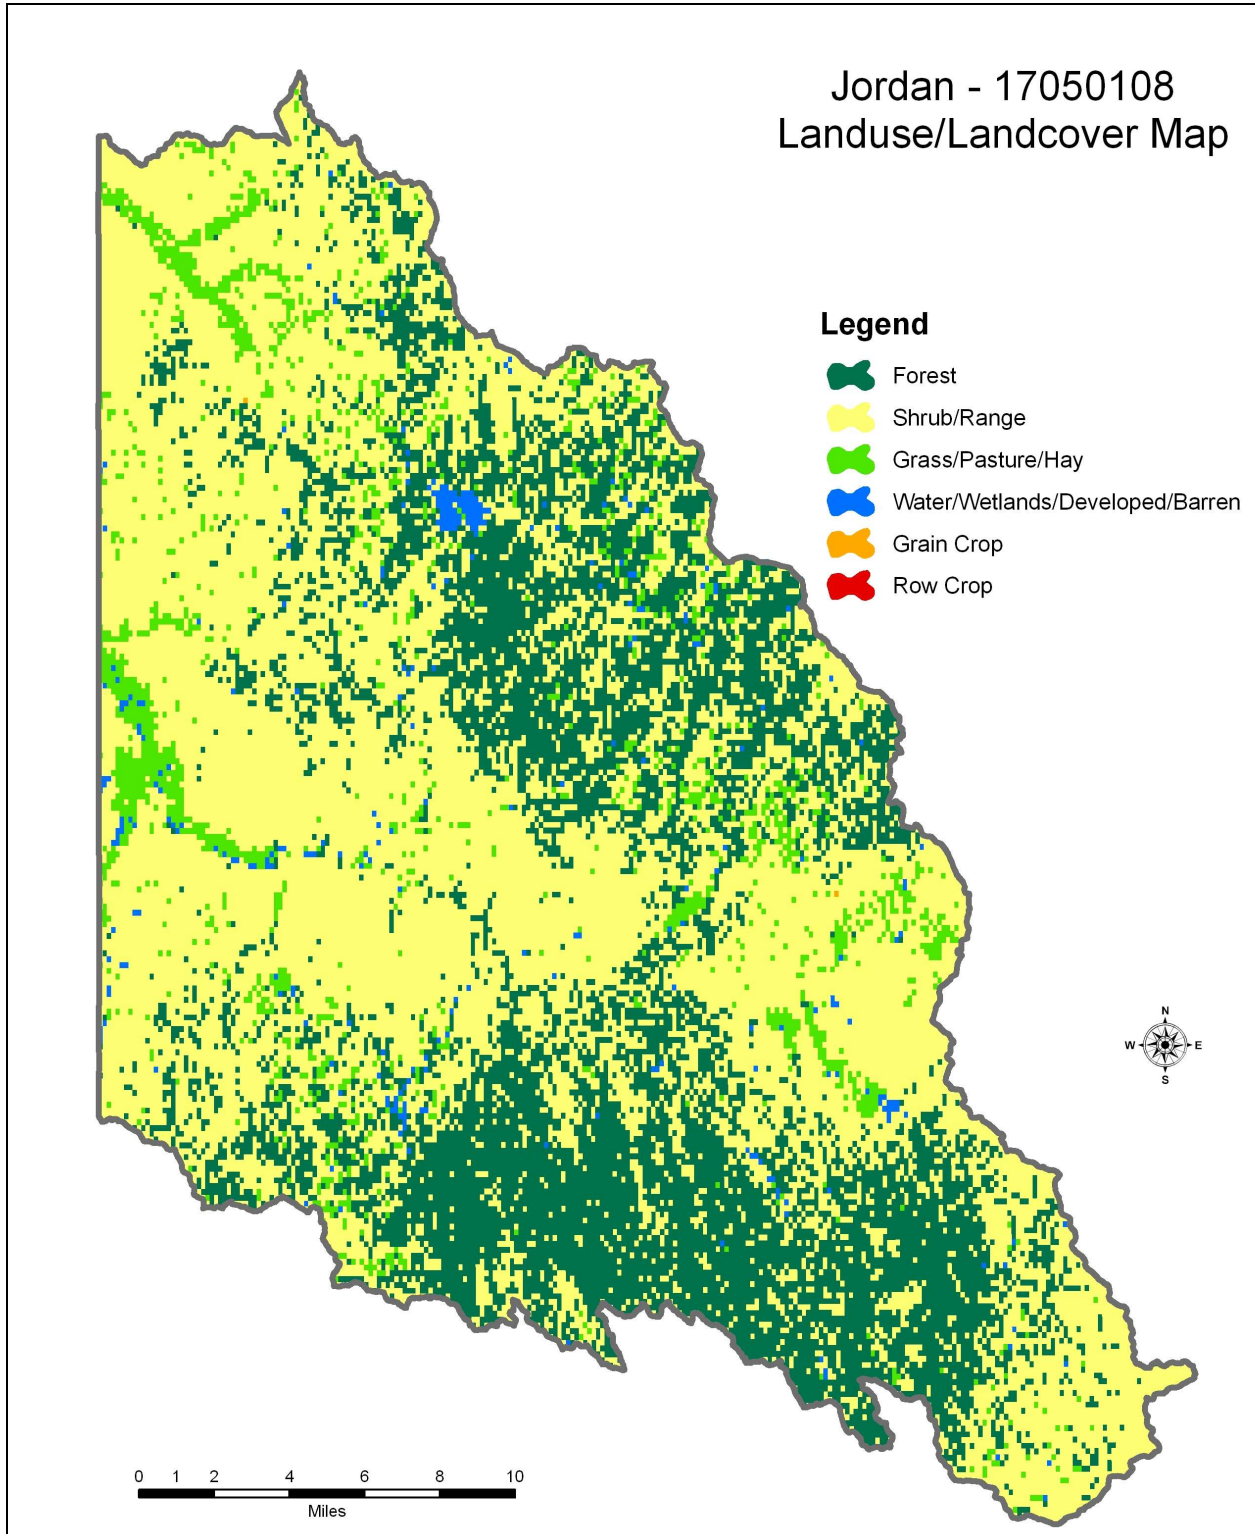 Jordan - 17050108
Landuse/Landcover Map
Legend
Forest
Shrub/Range
Grass/Pasture/Hay
Water/Wetlands/Developed/Barren
Grain Crop
Row Crop
N
W E
S
0 1 2 4 6 8 10
Miles